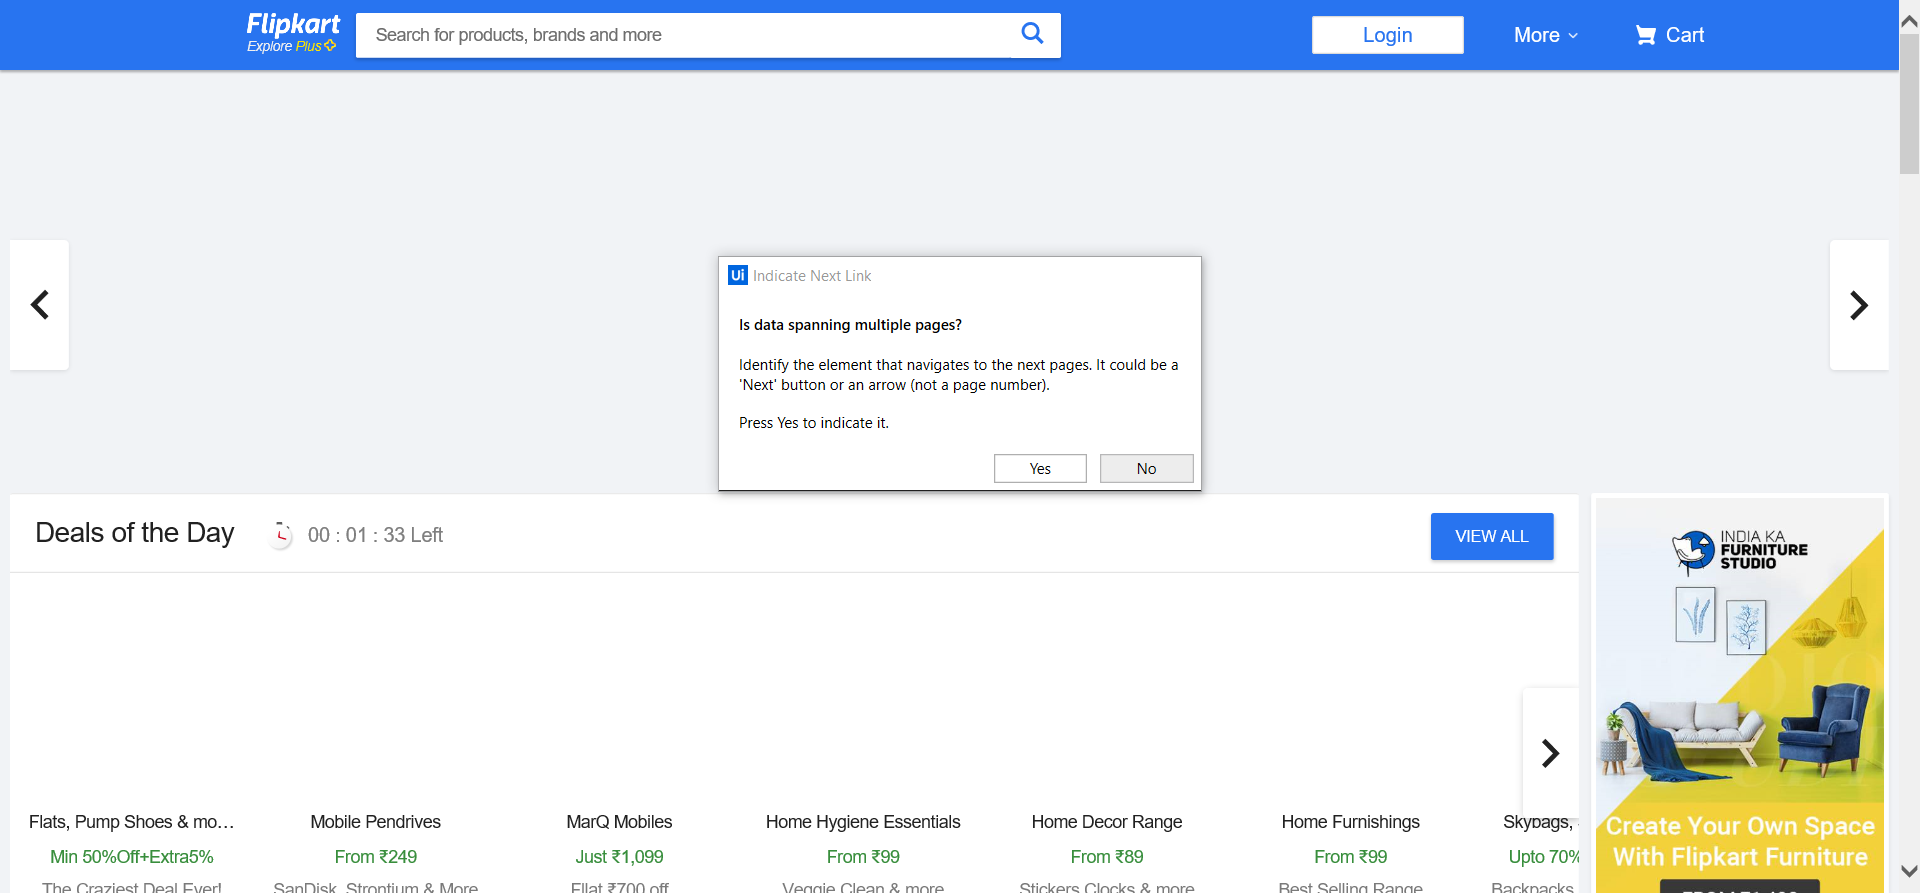 Flipkart
Explore Plus
Search for products, brands and more
Login
More
Cart
Ui Indicate Next Link
Is data spanning multiple pages?
Identify the element that navigates to the next pages. It could be a
'Next' button or an arrow (not a page number).
Press Yes to indicate it.
Yes
No
Deals of the Day
00 : 01 : 33 Left
VIEW ALL
INDIA KA
FURNITURE
STUDIO
Flats, Pump Shoes & mo...
Mobile Pendrives
MarQ Mobiles
Home Hygiene Essentials
Home Decor Range
Home Furnishings
Skybags,
Min 50%Off+Extra5%
From ₹249
Just ₹1,099
From ₹99
From ₹89
From ₹99
Upto 70%
The Craziest Deal Ever!
SanDisk, Strontium & More
Fllat ₹700 off
Veggie Clean & more
Stickers Clocks & more
Best Selling Range
Backpacks
Create Your Own Space
With Flipkart Furniture